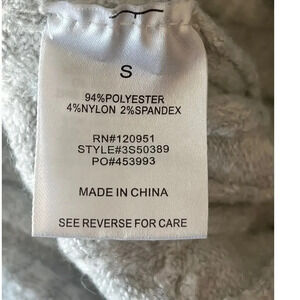 S
94%POLYESTER
4%NYLON 2%SPANDEX
RN#120951
STYLE#3S50389
PO#453993
MADE IN CHINA
SEE REVERSE FOR CARE